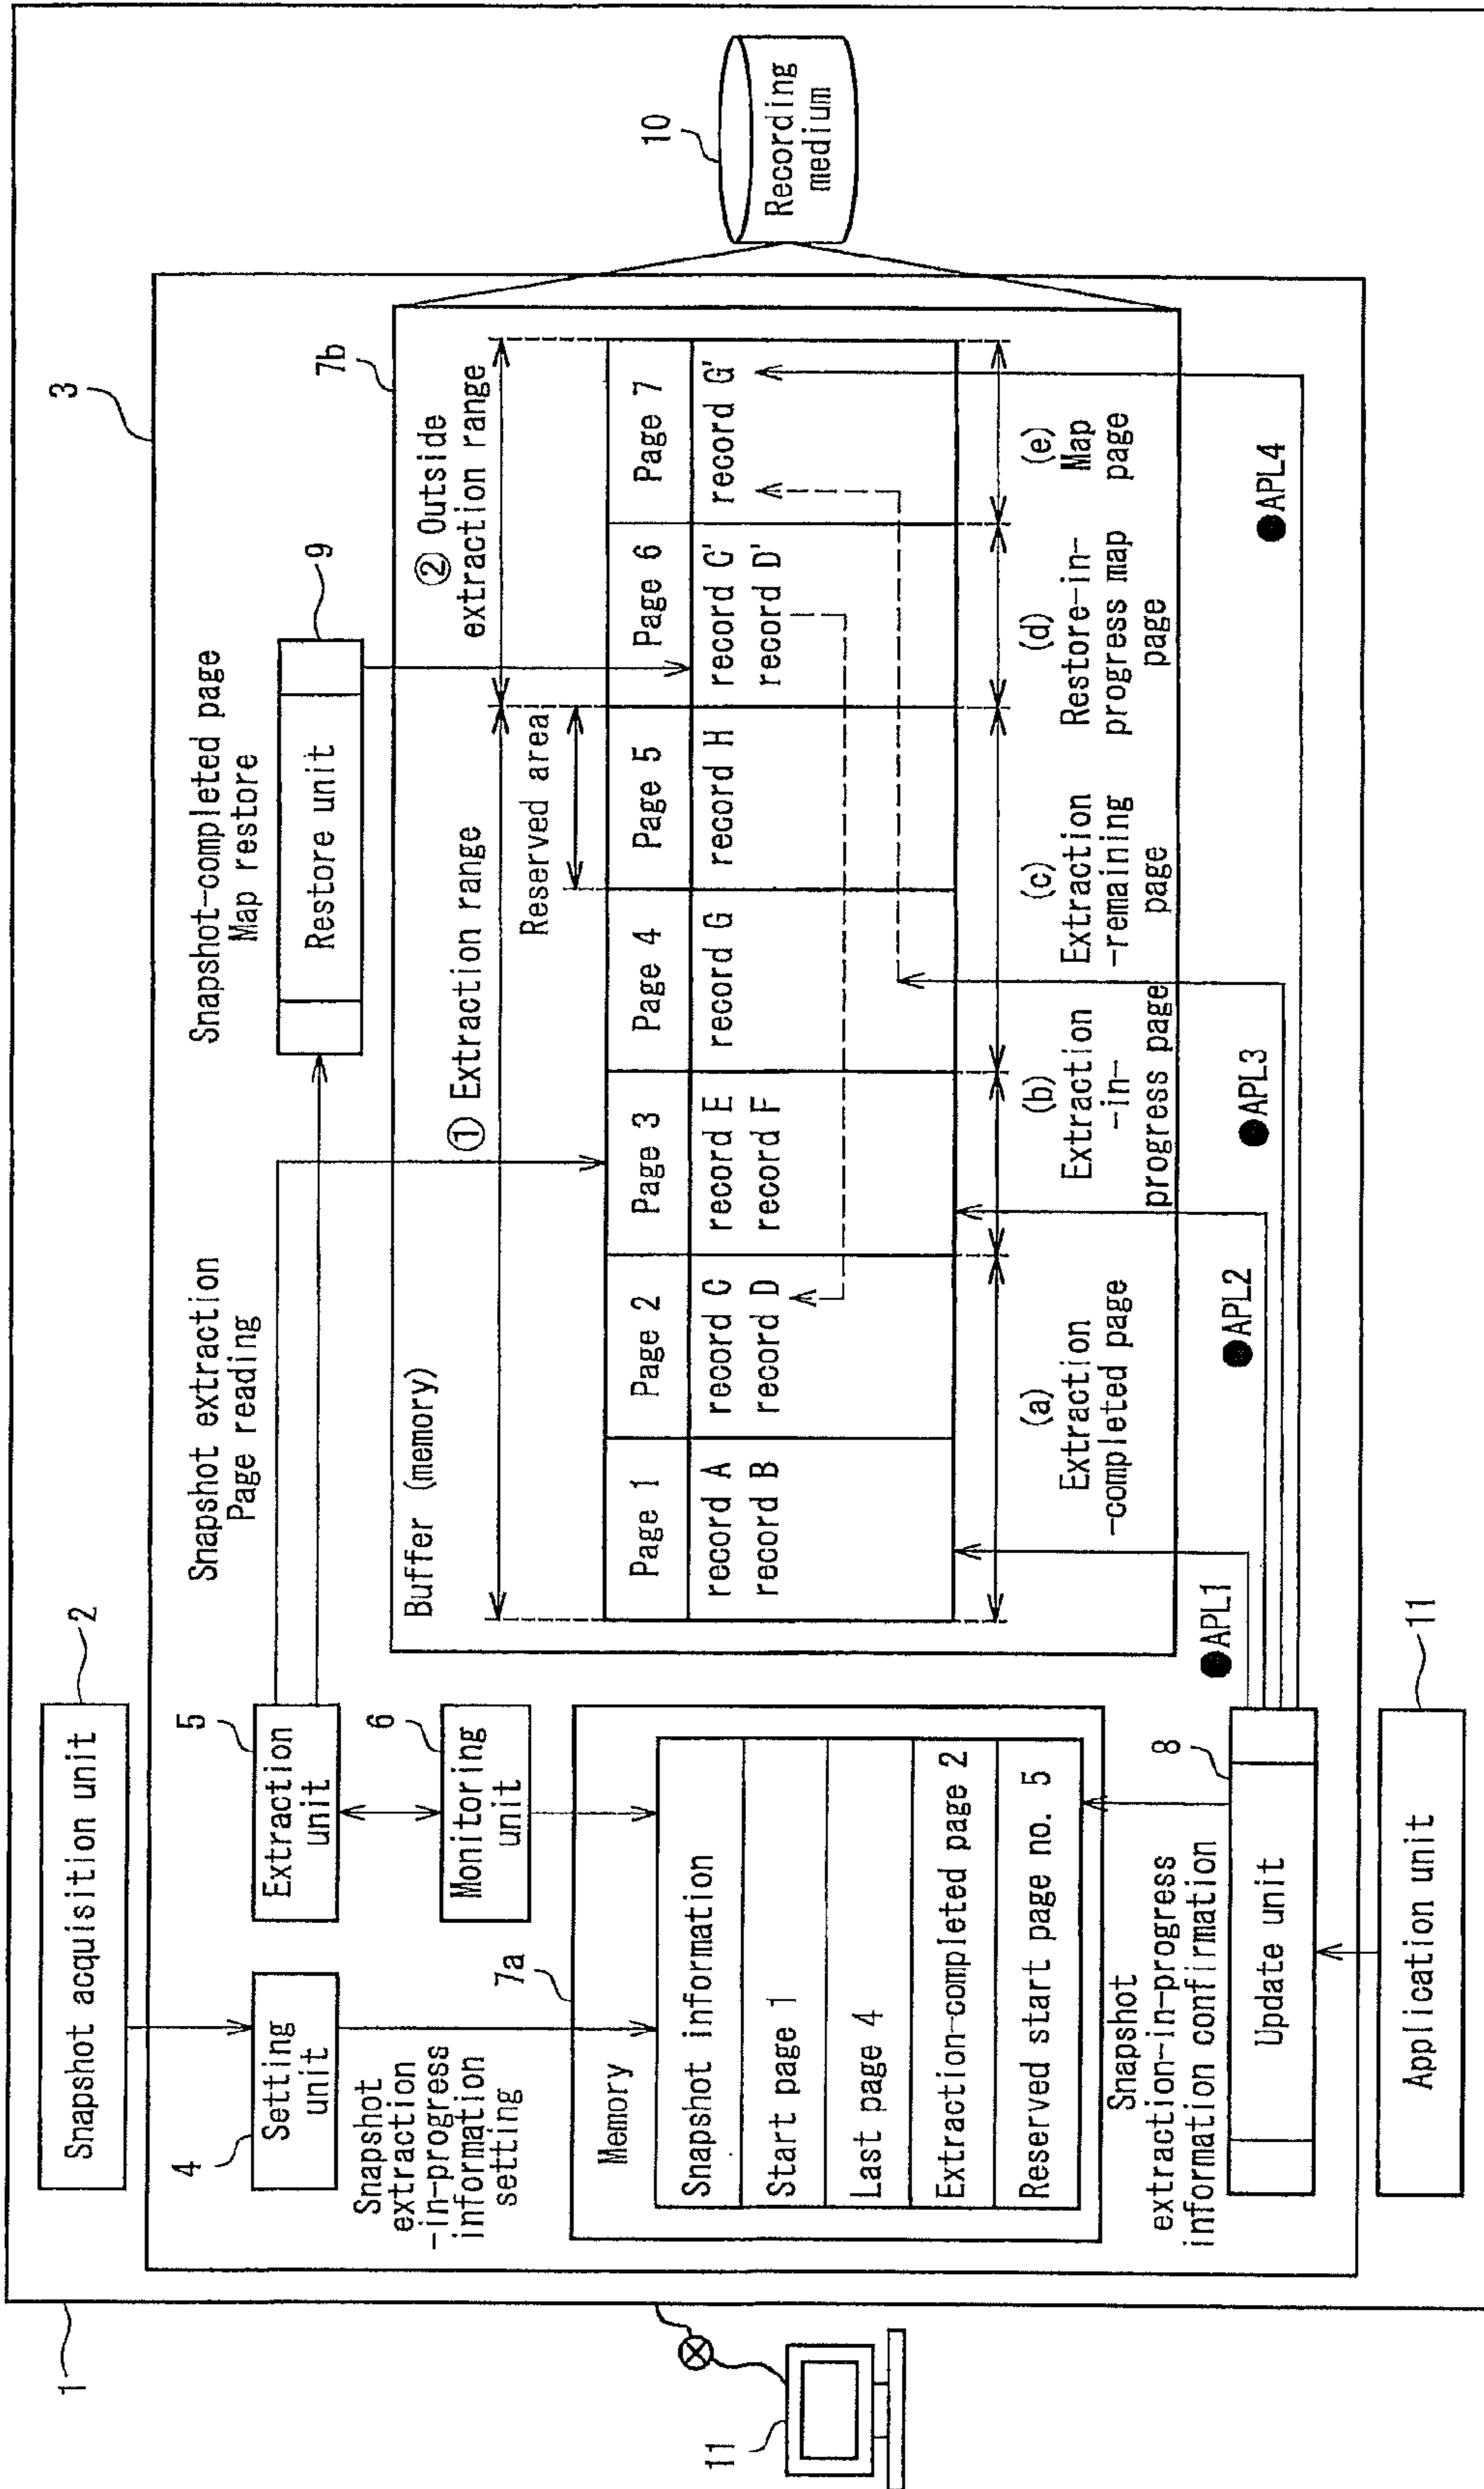 1
11
Snapshot acquisition unit
2
3
4
Setting
unit
Snapshot
extraction
-in-progress
information
setting
5
Extraction
unit
6
Monitoring
unit
Snapshot extraction
Page reading
Snapshot-completed page
Map restore
Restore unit
9
7a
Memory
Snapshot information
Start page 1
Last page 4
Extraction-completed page 2
Reserved start page no. 5
Snapshot
extraction-in-progress
information confirmation
Update unit
8
Application unit
11
7b
Buffer (memory)
① Extraction range
② Outside
extraction range
Reserved area
Page 1
Page 2
Page 3
Page 4
Page 5
Page 6
Page 7
record A
record B
record C
record D
record E
record F
record G
record H
record C'
record D'
record G'
(a)
Extraction
-completed page
(b)
Extraction
-in-
progress page
(c)
Extraction
-remaining
page
(d)
Restore-in-
progress map
page
(e)
Map
page
●APL1
●APL2
●APL3
●APL4
10
Recording
medium